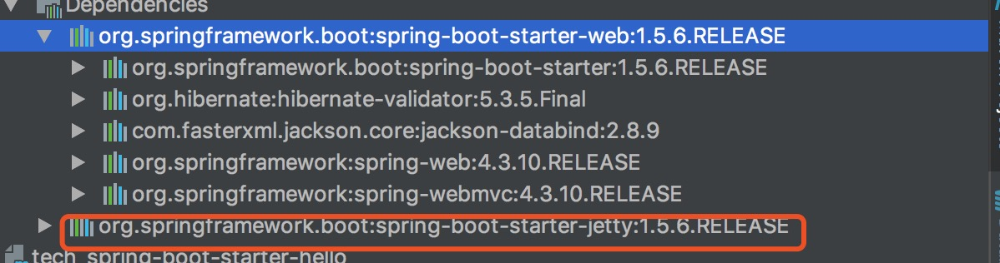 Dependencies
org.springframework.boot:spring-boot-starter-web:1.5.6.RELEASE
org.springframework.boot:spring-boot-starter:1.5.6.RELEASE
org.hibernate:hibernate-validator:5.3.5.Final
com.fasterxml.jackson.core:jackson-databind:2.8.9
org.springframework:spring-web:4.3.10.RELEASE
org.springframework:spring-webmvc:4.3.10.RELEASE
org.springframework.boot:spring-boot-starter-jetty:1.5.6.RELEASE
tech_spring-boot-starter-hello